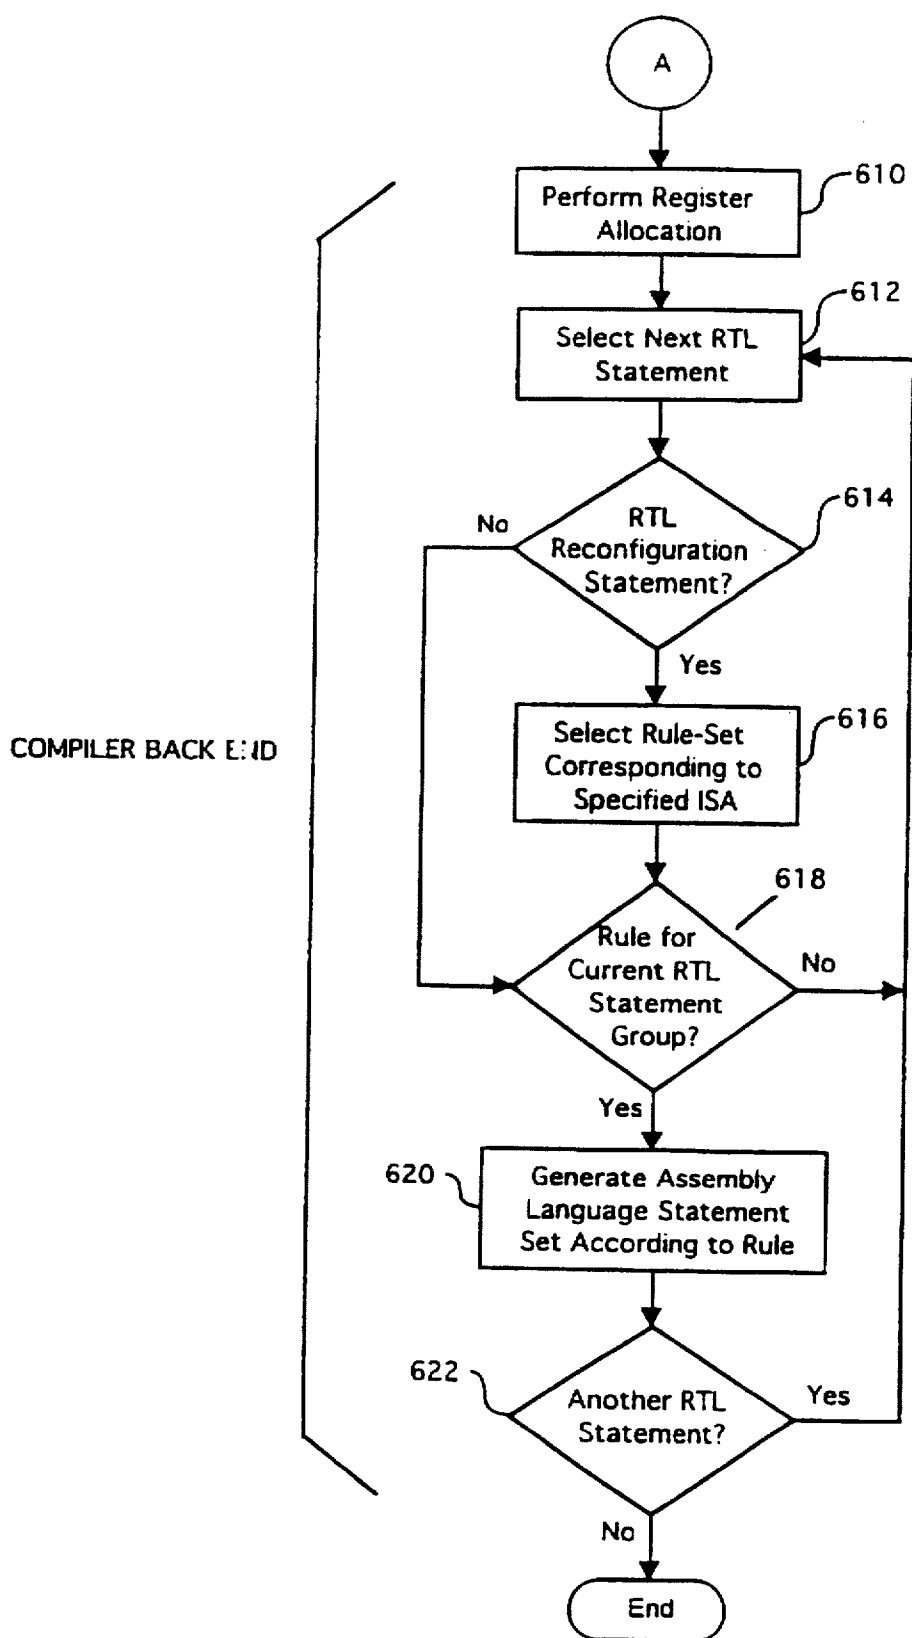 A
610
Perform Register
Allocation
612
Select Next RTL
Statement
614
No
RTL
Reconfiguration
Statement?
Yes
616
Select Rule-Set
Corresponding to
Specified ISA
COMPILER BACK END
618
Rule for
Current RTL
Statement
Group?
No
Yes
620
Generate Assembly
Language Statement
Set According to Rule
622
Another RTL
Statement?
Yes
No
End